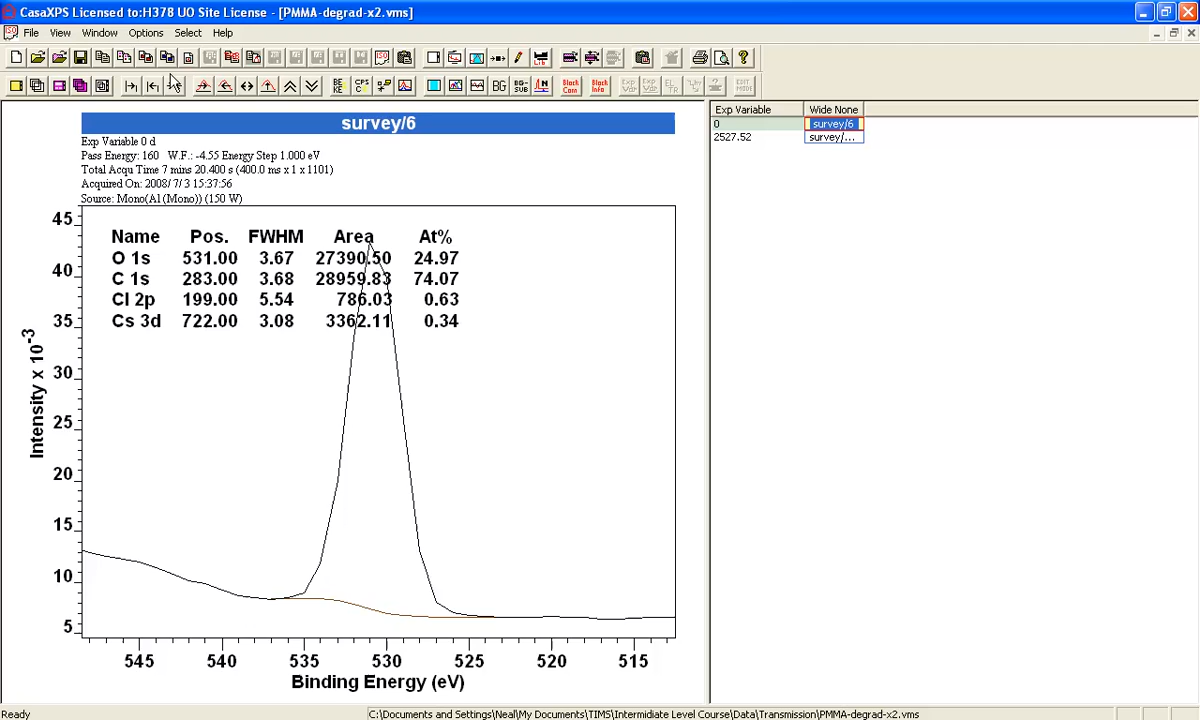 CasaXPS Licensed to:H378 UO Site License - [PMMA-degrad-x2.vms]
File View Window Options Select Help
survey/6
Exp Variable 0 d
Pass Energy: 160 W.F.: -4.55 Energy Step 1.000 eV
Total Acqu Time 7 mins 20.400 s (400.0 ms x 1 x 1101)
Acquired On: 2008/ 7/ 3 15:37:56
Source: Mono(Al (Mono)) (150 W)
Name Pos. FWHM Area At%
O 1s 531.00 3.67 27390.50 24.97
C 1s 283.00 3.68 28959.83 74.07
Cl 2p 199.00 5.54 786.03 0.63
Cs 3d 722.00 3.08 3362.11 0.34
45
40
35
30
25
20
15
10
5
Intensity x 10-3
545 540 535 530 525 520 515
Binding Energy (eV)
Exp Variable Wide None
0 survey/6
2527.52 survey/...
Ready C:\Documents and Settings\Neal\My Documents\TIMS\Intermidiate Level Course\Data\Transmission\PMMA-degrad-x2.vms